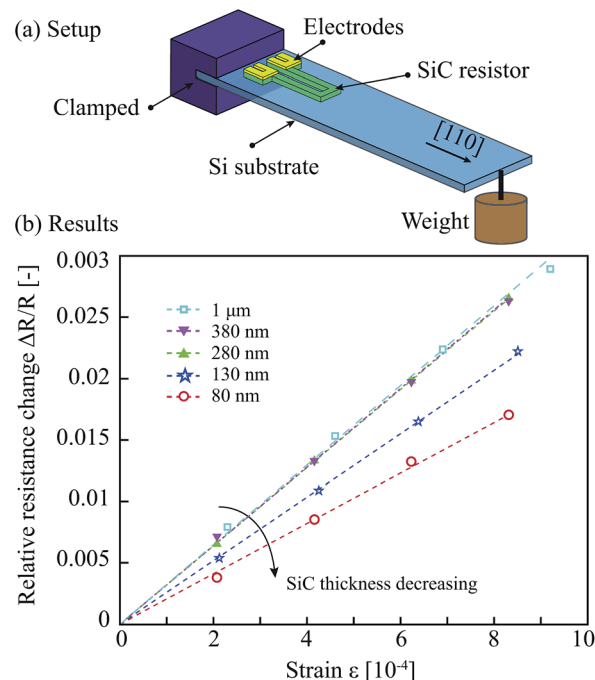 (a) Setup
Electrodes
SiC resistor
Clamped
[110]
Si substrate
Weight
(b) Results
0.003
0.025
0.02
0.015
0.01
0.005
0
Relative resistance change ΔR/R [-]
1 μm
380 nm
280 nm
130 nm
80 nm
SiC thickness decreasing
0 2 4 6 8 10
Strain ε [10⁻⁴]